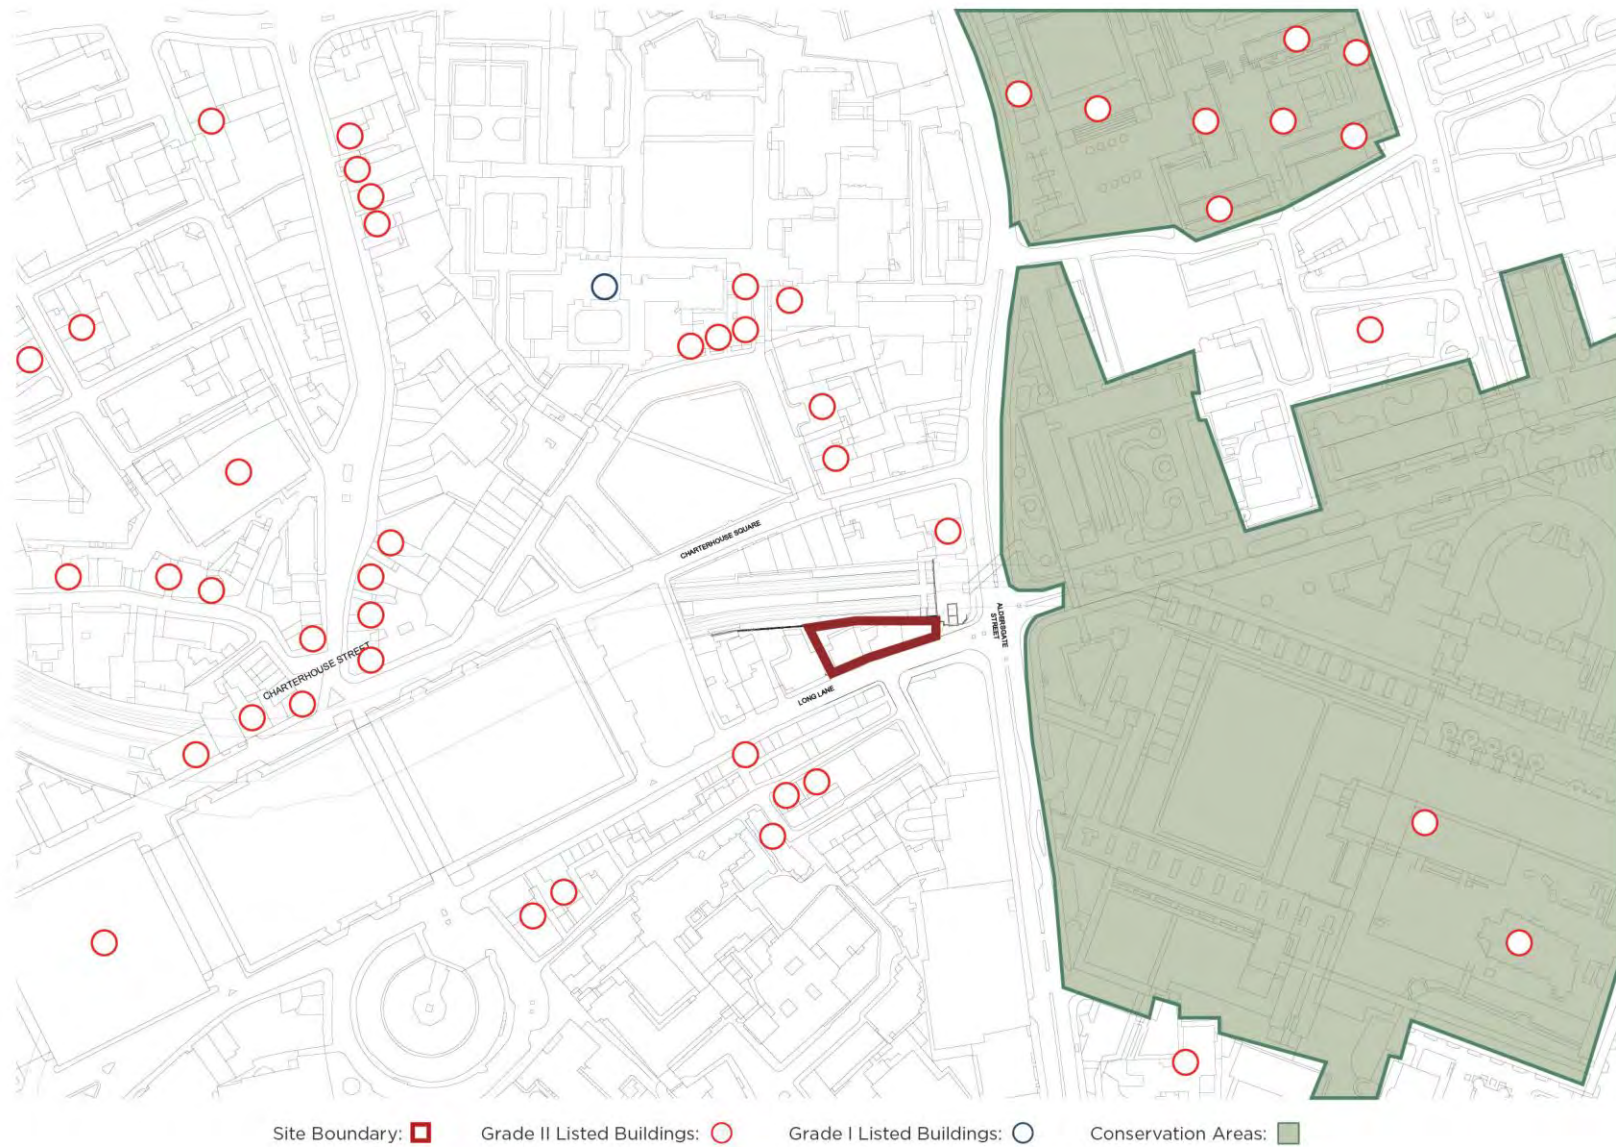 CHARTERHOUSE SQUARE
ALDERSGATE
STREET
CHARTERHOUSE STREET
LONG LANE
Site Boundary:
Grade II Listed Buildings:
Grade I Listed Buildings:
Conservation Areas: